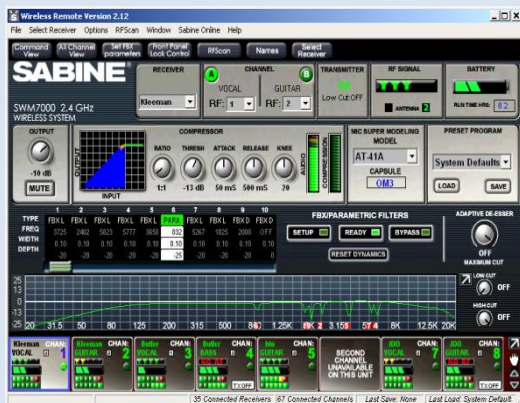 Wireless Remote Version 2.12
File Select Receiver Options RFScan Window Sabine Online Help
Command View All Channel View Set FBX parameters Front Panel Lock Control RFScan Names Select Receiver
SABINE
SWM7000 2.4 GHz
WIRELESS SYSTEM
RECEIVER
Kleeman
CHANNEL
A VOCAL GUITAR B
RF: 1 RF: 2
TRANSMITTER
ON
Low Cut:OFF
RF SIGNAL
ANTENNA 2
BATTERY
RUN TIME HRS: 8.2
OUTPUT
-10 dB
MUTE
OUTPUT
INPUT
COMPRESSOR
RATIO THRESH ATTACK RELEASE KNEE
1:1 -13 dB 50 mS 500 mS 20
AUDIO
COMPRESSION
MIC SUPER MODELING
MODEL
AT-41A
CAPSULE
OM3
PRESET PROGRAM
System Defaults
LOAD SAVE
1 2 3 4 5 6 7 8 9 10
TYPE FBX L FBX L FBX L FBX L FBX L PARA FBX L FBX L FBX D FBX D
FREQ 3725 2402 5823 5777 3858 832 5267 1825 2008 OFF
WIDTH 0.10 0.10 0.10 0.10 0.10 0.10 0.10 0.10 0.10 0.10
DEPTH -20 -20 -20 -20 -20 -25 -20 -20 -20 0
FBX/PARAMETRIC FILTERS
SETUP READY BYPASS
RESET DYNAMICS
ADAPTIVE DE-ESSER
OFF
MAXIMUM CUT
LOW CUT
OFF
HIGH CUT
OFF
25
13
0
-13
-25
20 31.5 50 80 125 200 315 500 1.25K 3.15 8K 12.5K 20K
Kleeman CHAN:
VOCAL 1
Kleeman CHAN:
GUITAR 2
Butler CHAN:
VOCAL 3
Butler CHAN:
BASS 4
TX:OFF
btu CHAN:
GUITAR 5
SECOND CHANNEL UNAVAILABLE ON THIS UNIT
IDO CHAN:
VOCAL 7
IDO CHAN:
GUITAR 8
TX:OFF
35 Connected Receivers 67 Connected Channels Last Save: None Last Load: System Default